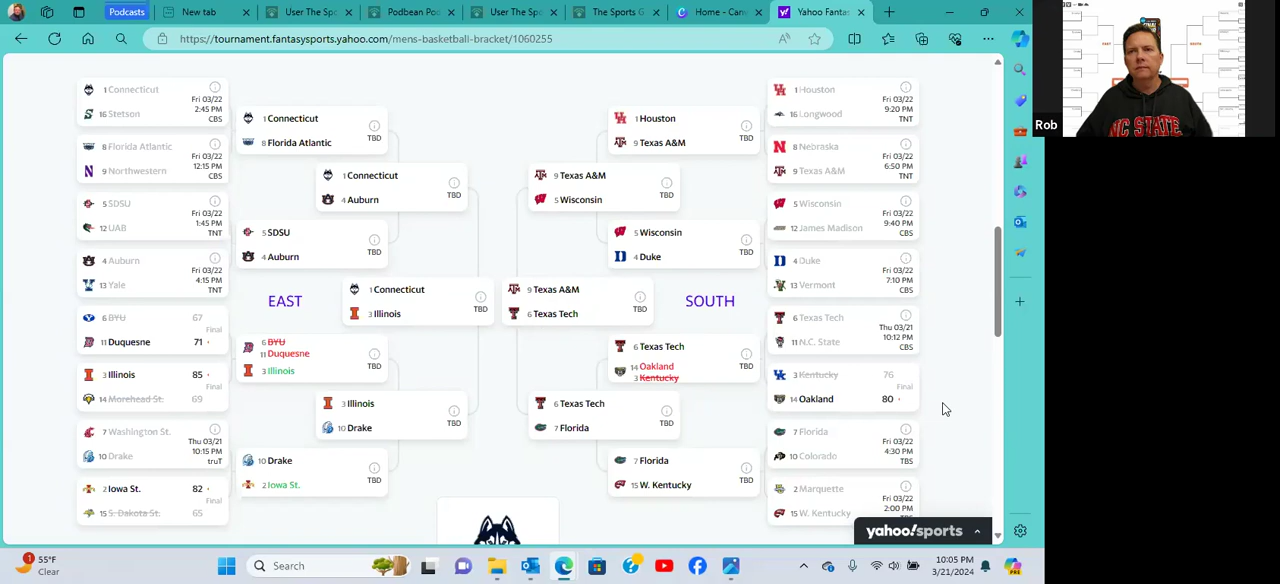 Podcasts
New tab
User The Spo
Podbean Pod
User The Spo
The Sports G
Home - Can
Yahoo Fantas
https://tournament.fantasysports.yahoo.com/mens-basketball-bracket/1060255
Rob
NC STATE
1 Connecticut
16 Stetson
Fri 03/22
2:45 PM
CBS
8 Florida Atlantic
9 Northwestern
Fri 03/22
12:15 PM
CBS
5 SDSU
12 UAB
Fri 03/22
1:45 PM
TNT
4 Auburn
13 Yale
Fri 03/22
4:15 PM
TNT
6 BYU 67
Final
11 Duquesne 71
3 Illinois 85
Final
14 Morehead St. 69
7 Washington St.
10 Drake
Thu 03/21
10:15 PM
truT
2 Iowa St. 82
Final
15 S. Dakota St. 65
1 Connecticut
8 Florida Atlantic
TBD
5 SDSU
4 Auburn
TBD
6 BYU
11 Duquesne
3 Illinois
TBD
10 Drake
2 Iowa St.
TBD
1 Connecticut
4 Auburn
TBD
3 Illinois
10 Drake
TBD
EAST
1 Connecticut
3 Illinois
TBD
9 Texas A&M
6 Texas Tech
TBD
SOUTH
9 Texas A&M
5 Wisconsin
TBD
6 Texas Tech
7 Florida
TBD
1 Houston
9 Texas A&M
TBD
5 Wisconsin
4 Duke
TBD
6 Texas Tech
14 Oakland
3 Kentucky
TBD
7 Florida
15 W. Kentucky
TBD
1 Houston
16 Longwood
Fri 03/22
9:20 PM
TNT
8 Nebraska
9 Texas A&M
Fri 03/22
6:50 PM
TNT
5 Wisconsin
12 James Madison
Fri 03/22
9:40 PM
CBS
4 Duke
13 Vermont
Fri 03/22
7:10 PM
CBS
6 Texas Tech
11 N.C. State
Thu 03/21
10:12 PM
CBS
3 Kentucky 76
Final
14 Oakland 80
7 Florida
10 Colorado
Fri 03/22
4:30 PM
TBS
2 Marquette
15 W. Kentucky
Fri 03/22
2:00 PM
yahoo!sports
1
55°F
Clear
Search
10:05 PM
3/21/2024
PRE